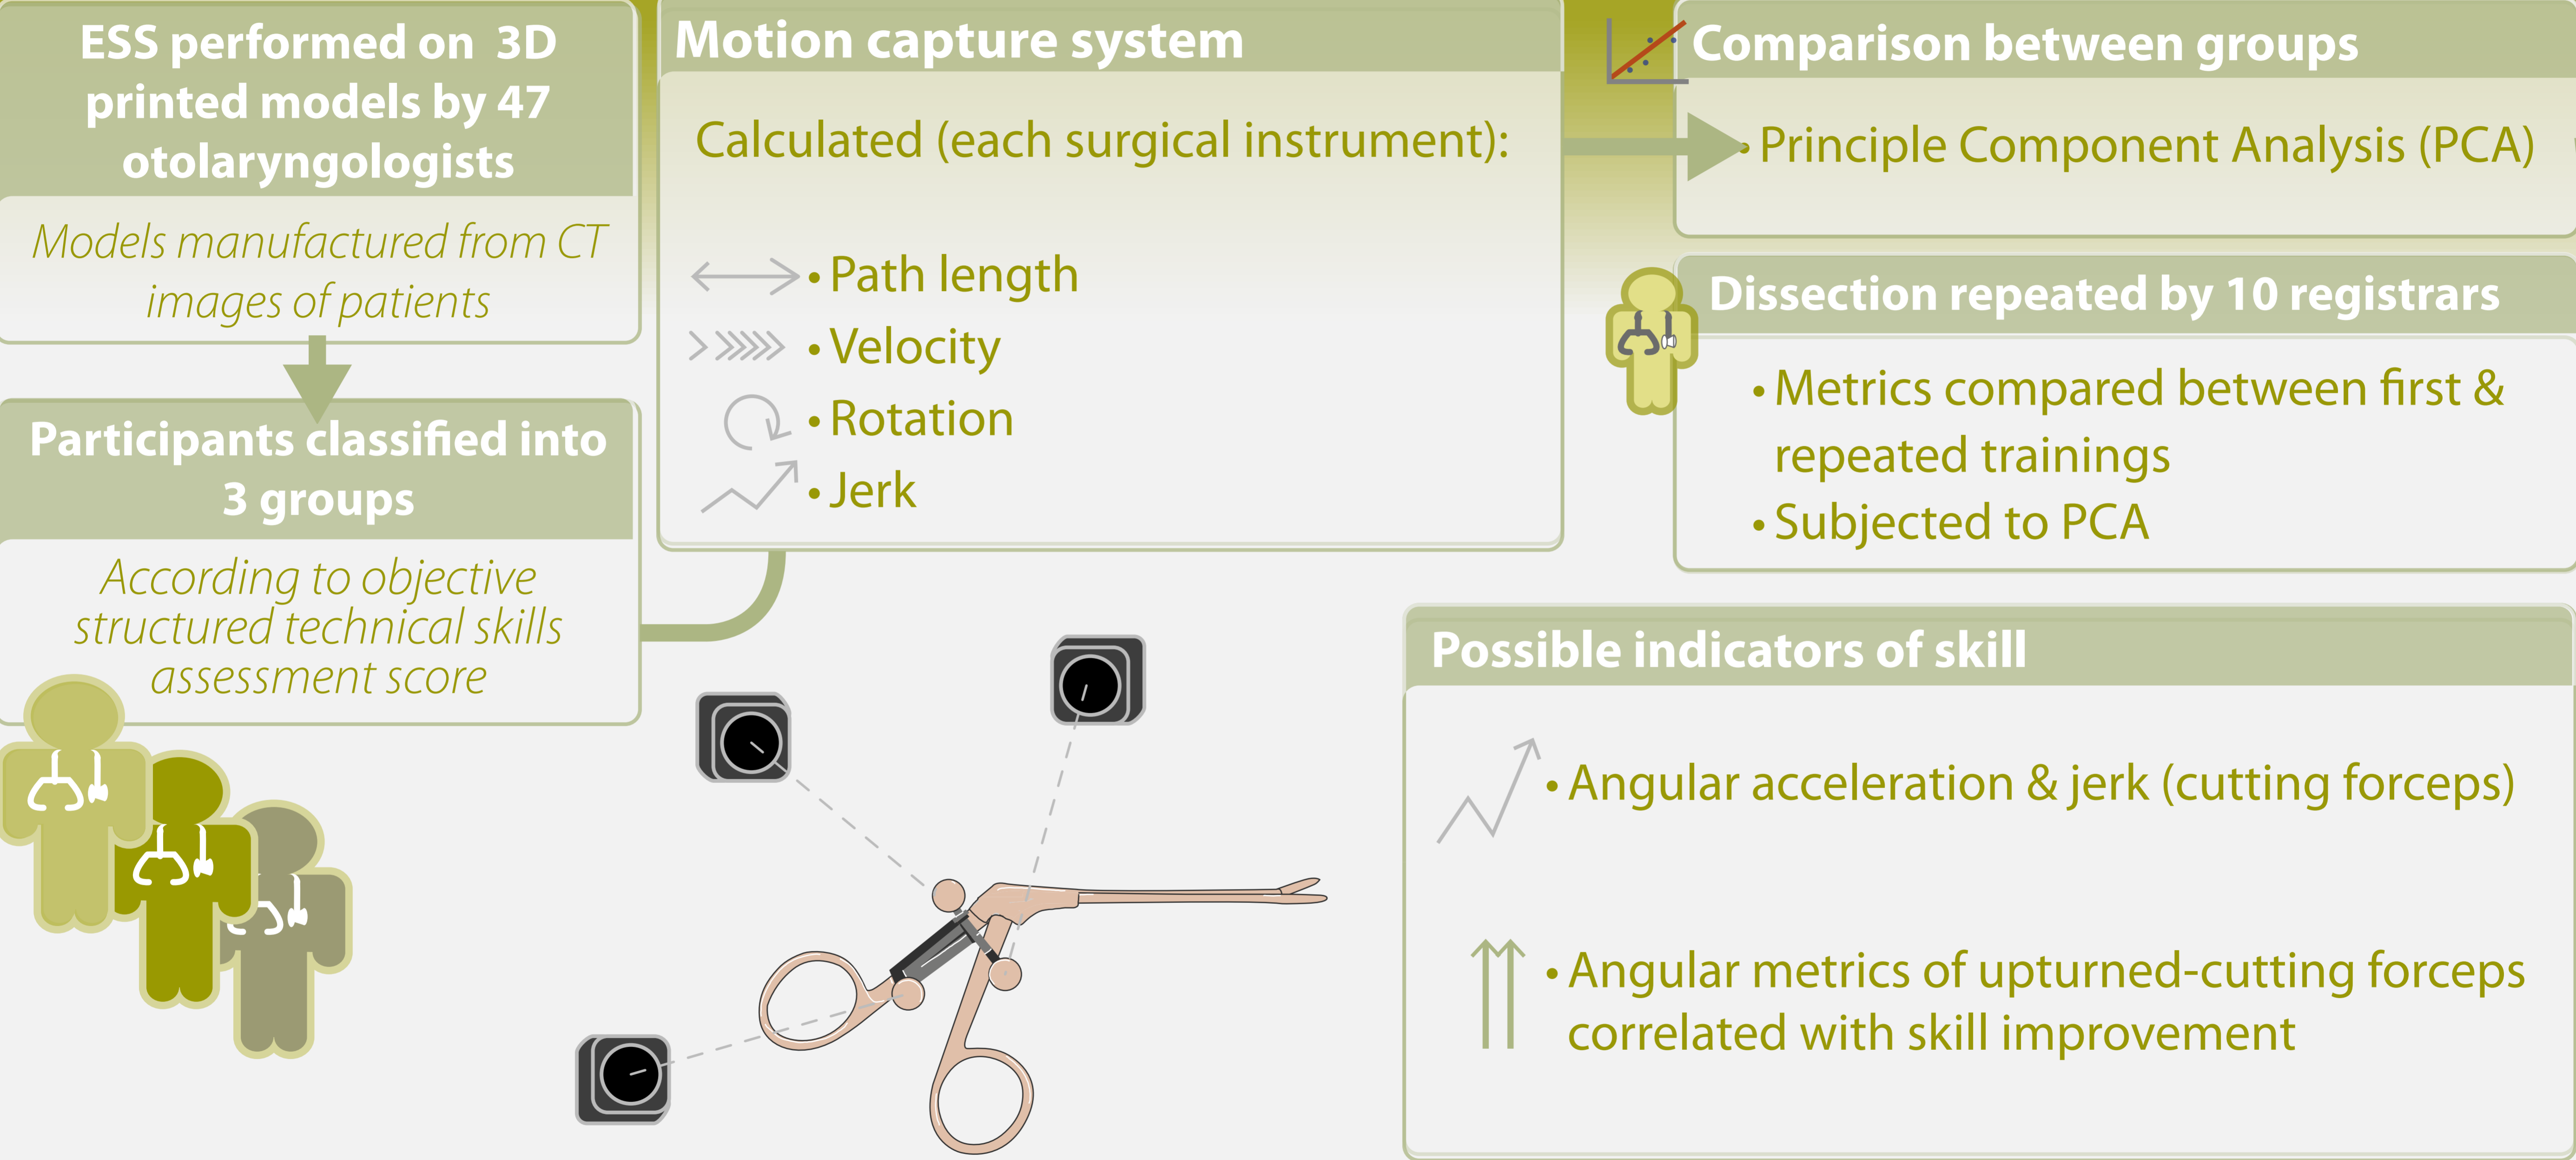 ESS performed on 3D
printed models by 47
otolaryngologists
Models manufactured from CT
images of patients
Participants classified into
3 groups
According to objective
structured technical skills
assessment score
Motion capture system
Calculated (each surgical instrument):
• Path length
• Velocity
• Rotation
• Jerk
Comparison between groups
• Principle Component Analysis (PCA)
Dissection repeated by 10 registrars
• Metrics compared between first &
repeated trainings
• Subjected to PCA
Possible indicators of skill
• Angular acceleration & jerk (cutting forceps)
• Angular metrics of upturned-cutting forceps
correlated with skill improvement